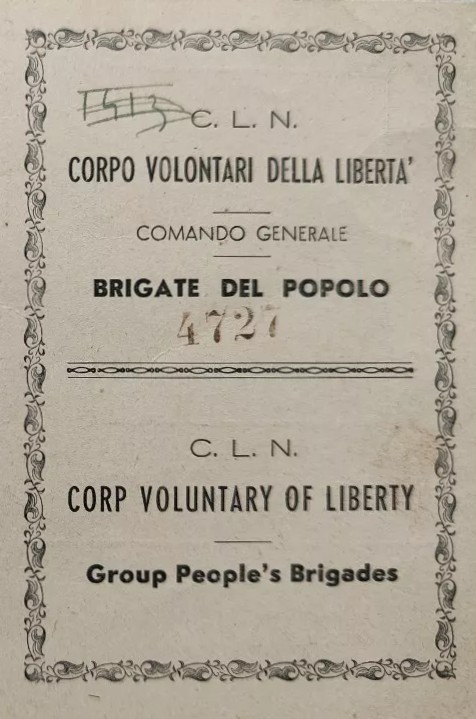 C. L. N.
CORPO VOLONTARI DELLA LIBERTA'
COMANDO GENERALE
BRIGATE DEL POPOLO
4727
C. L. N.
CORP VOLUNTARY OF LIBERTY
Group People's Brigades